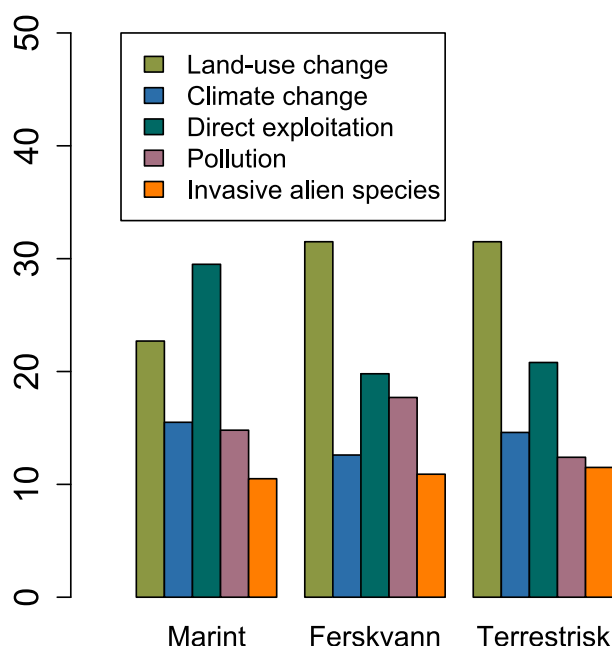 50
40
30
20
10
0
Land-use change
Climate change
Direct exploitation
Pollution
Invasive alien species
Marint Ferskvann Terrestrisk